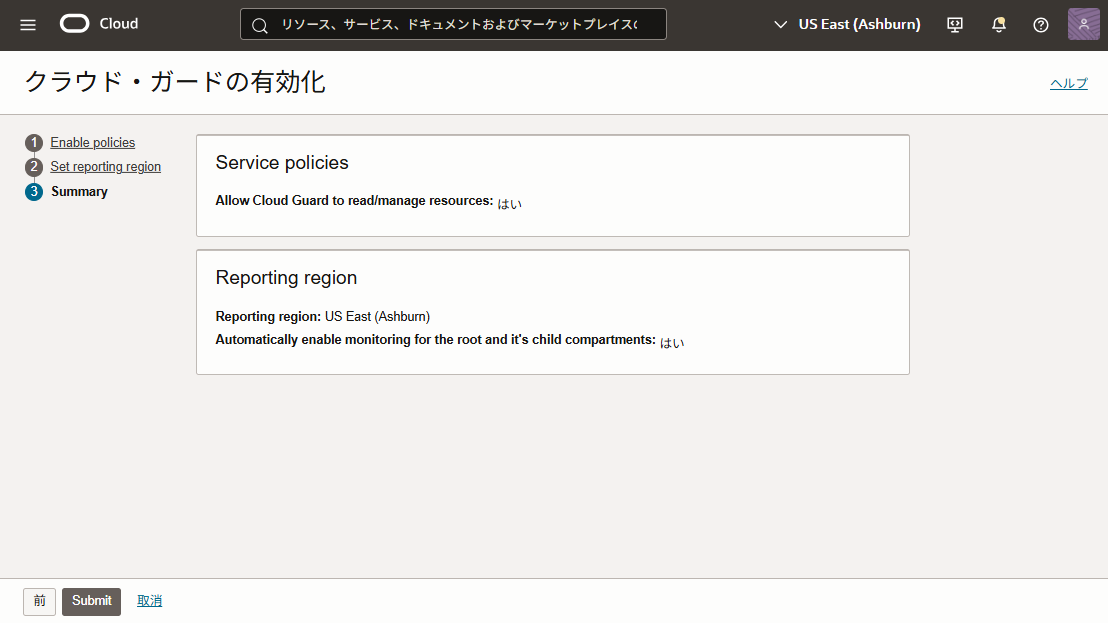 Cloud
リソース、サービス、ドキュメントおよびマーケットプレイスの
US East (Ashburn)
クラウド・ガードの有効化
ヘルプ
1 Enable policies
2 Set reporting region
3 Summary
Service policies
Allow Cloud Guard to read/manage resources: はい
Reporting region
Reporting region: US East (Ashburn)
Automatically enable monitoring for the root and it's child compartments: はい
前
Submit
取消